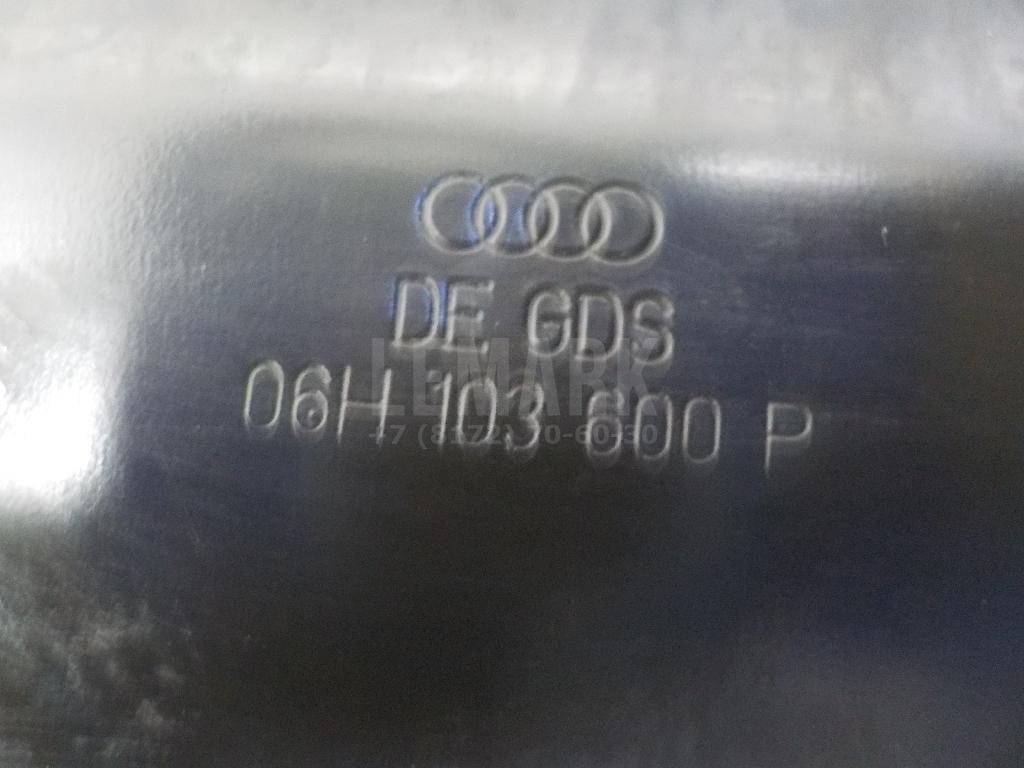 DE GDS
06H 103 600 P
LEMARK
+7 (8172) 70-60-30